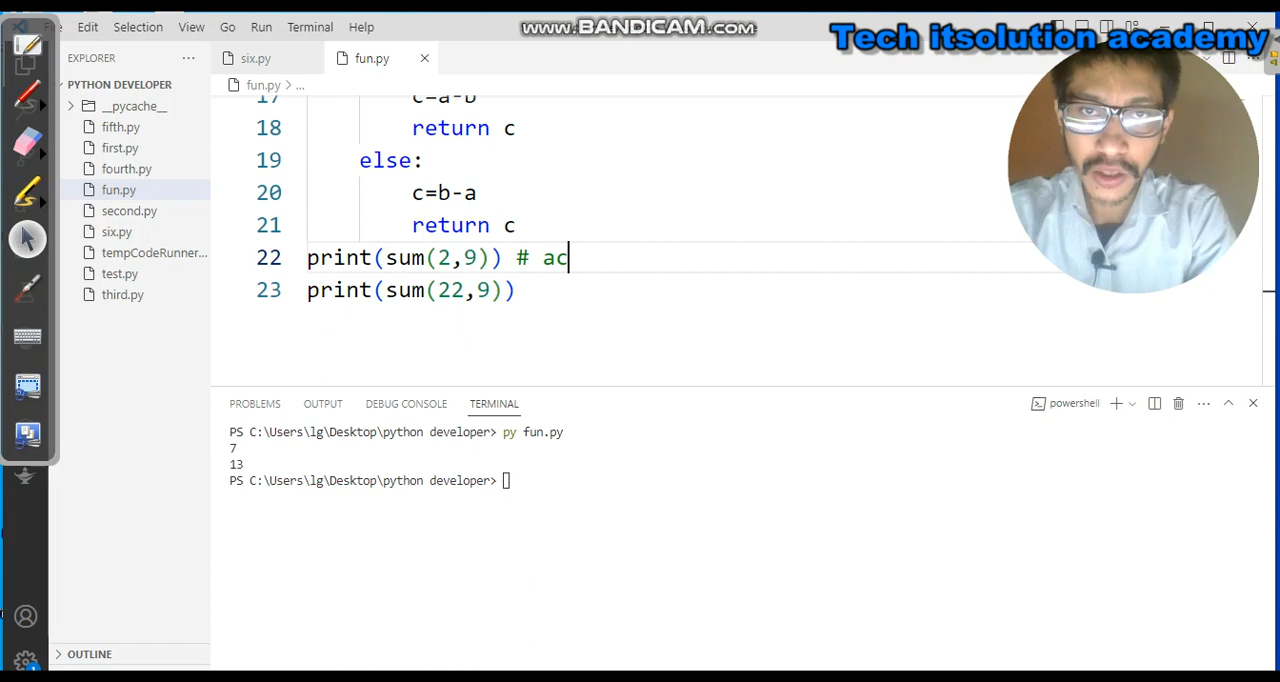 Edit Selection View Go Run Terminal Help
WWW.BANDICAM.COM
Tech itsolution academy
EXPLORER
six.py
fun.py
PYTHON DEVELOPER
__pycache__
fifth.py
first.py
fourth.py
fun.py
second.py
six.py
tempCodeRunner...
test.py
third.py
OUTLINE
fun.py > ...
17 c=a-b
18 return c
19 else:
20 c=b-a
21 return c
22 print(sum(2,9)) # ac
23 print(sum(22,9))
PROBLEMS OUTPUT DEBUG CONSOLE TERMINAL
powershell
PS C:\Users\lg\Desktop\python developer> py fun.py
7
13
PS C:\Users\lg\Desktop\python developer>